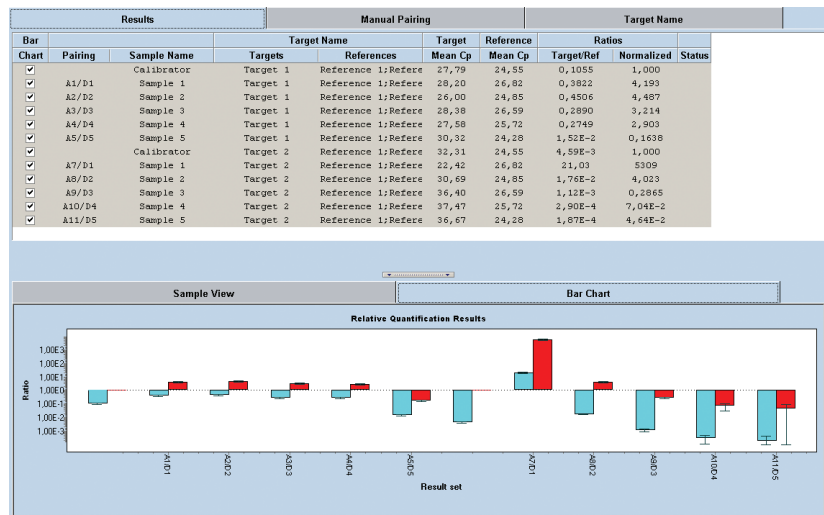 Results Manual Pairing Target Name
Bar Target Name Target Reference Ratios
Chart Pairing Sample Name Targets References Mean Cp Mean Cp Target/Ref Normalized Status
Calibrator Target 1 Reference 1;Refere 27,79 24,55 0,1055 1,000
A1/D1 Sample 1 Target 1 Reference 1;Refere 28,20 26,82 0,3822 4,193
A2/D2 Sample 2 Target 1 Reference 1;Refere 26,00 24,85 0,4506 4,487
A3/D3 Sample 3 Target 1 Reference 1;Refere 28,38 26,59 0,2890 3,214
A4/D4 Sample 4 Target 1 Reference 1;Refere 27,58 25,72 0,2749 2,903
A5/D5 Sample 5 Target 1 Reference 1;Refere 30,32 24,28 1,52E-2 0,1638
Calibrator Target 2 Reference 1;Refere 32,31 24,55 4,59E-3 1,000
A7/D1 Sample 1 Target 2 Reference 1;Refere 22,42 26,82 21,03 5309
A8/D2 Sample 2 Target 2 Reference 1;Refere 30,69 24,85 1,76E-2 4,023
A9/D3 Sample 3 Target 2 Reference 1;Refere 36,40 26,59 1,12E-3 0,2865
A10/D4 Sample 4 Target 2 Reference 1;Refere 37,47 25,72 2,90E-4 7,04E-2
A11/D5 Sample 5 Target 2 Reference 1;Refere 36,67 24,28 1,87E-4 4,64E-2
Sample View Bar Chart
Relative Quantification Results
Ratio
1,00E3
1,00E2
1,00E1
1,00E0
1,00E-1
1,00E-2
1,00E-3
A1/D1 A2/D2 A3/D3 A4/D4 A5/D5 A7/D1 A8/D2 A9/D3 A10/D4 A11/D5
Result set